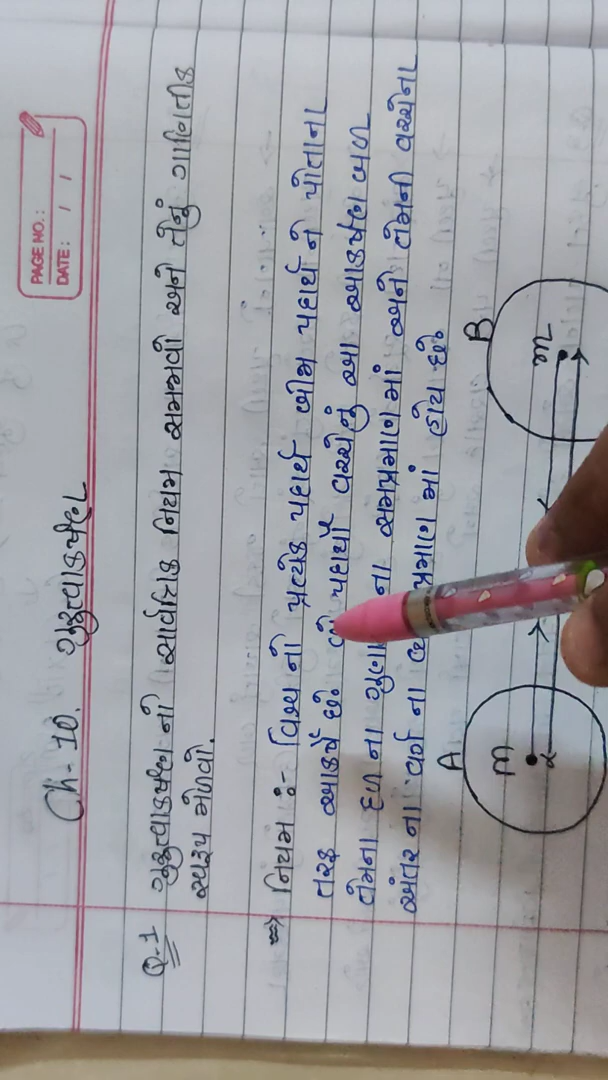 PAGE NO.:
DATE: / /
Ch-10. ગુરુત્વાકર્ષણ
Q.1 ગુરુત્વાકર્ષણ નો સાર્વત્રિક નિયમ સમજાવો અને તેનું ગાણિતીક
સ્વરૂપ મેળવો.
⇒ નિયમ :- વિશ્વ નો પ્રત્યેક પદાર્થ બીજા પદાર્થ ને પોતાના
તરફ આકર્ષે છે. પદાર્થો વચ્ચેનું આ આકર્ષણ બળ
તેમના દળ ના ના સમપ્રમાણ માં અને તેમની વચ્ચેના
અંતર ના વર્ગ ના માં હોય છે.
A B
M m